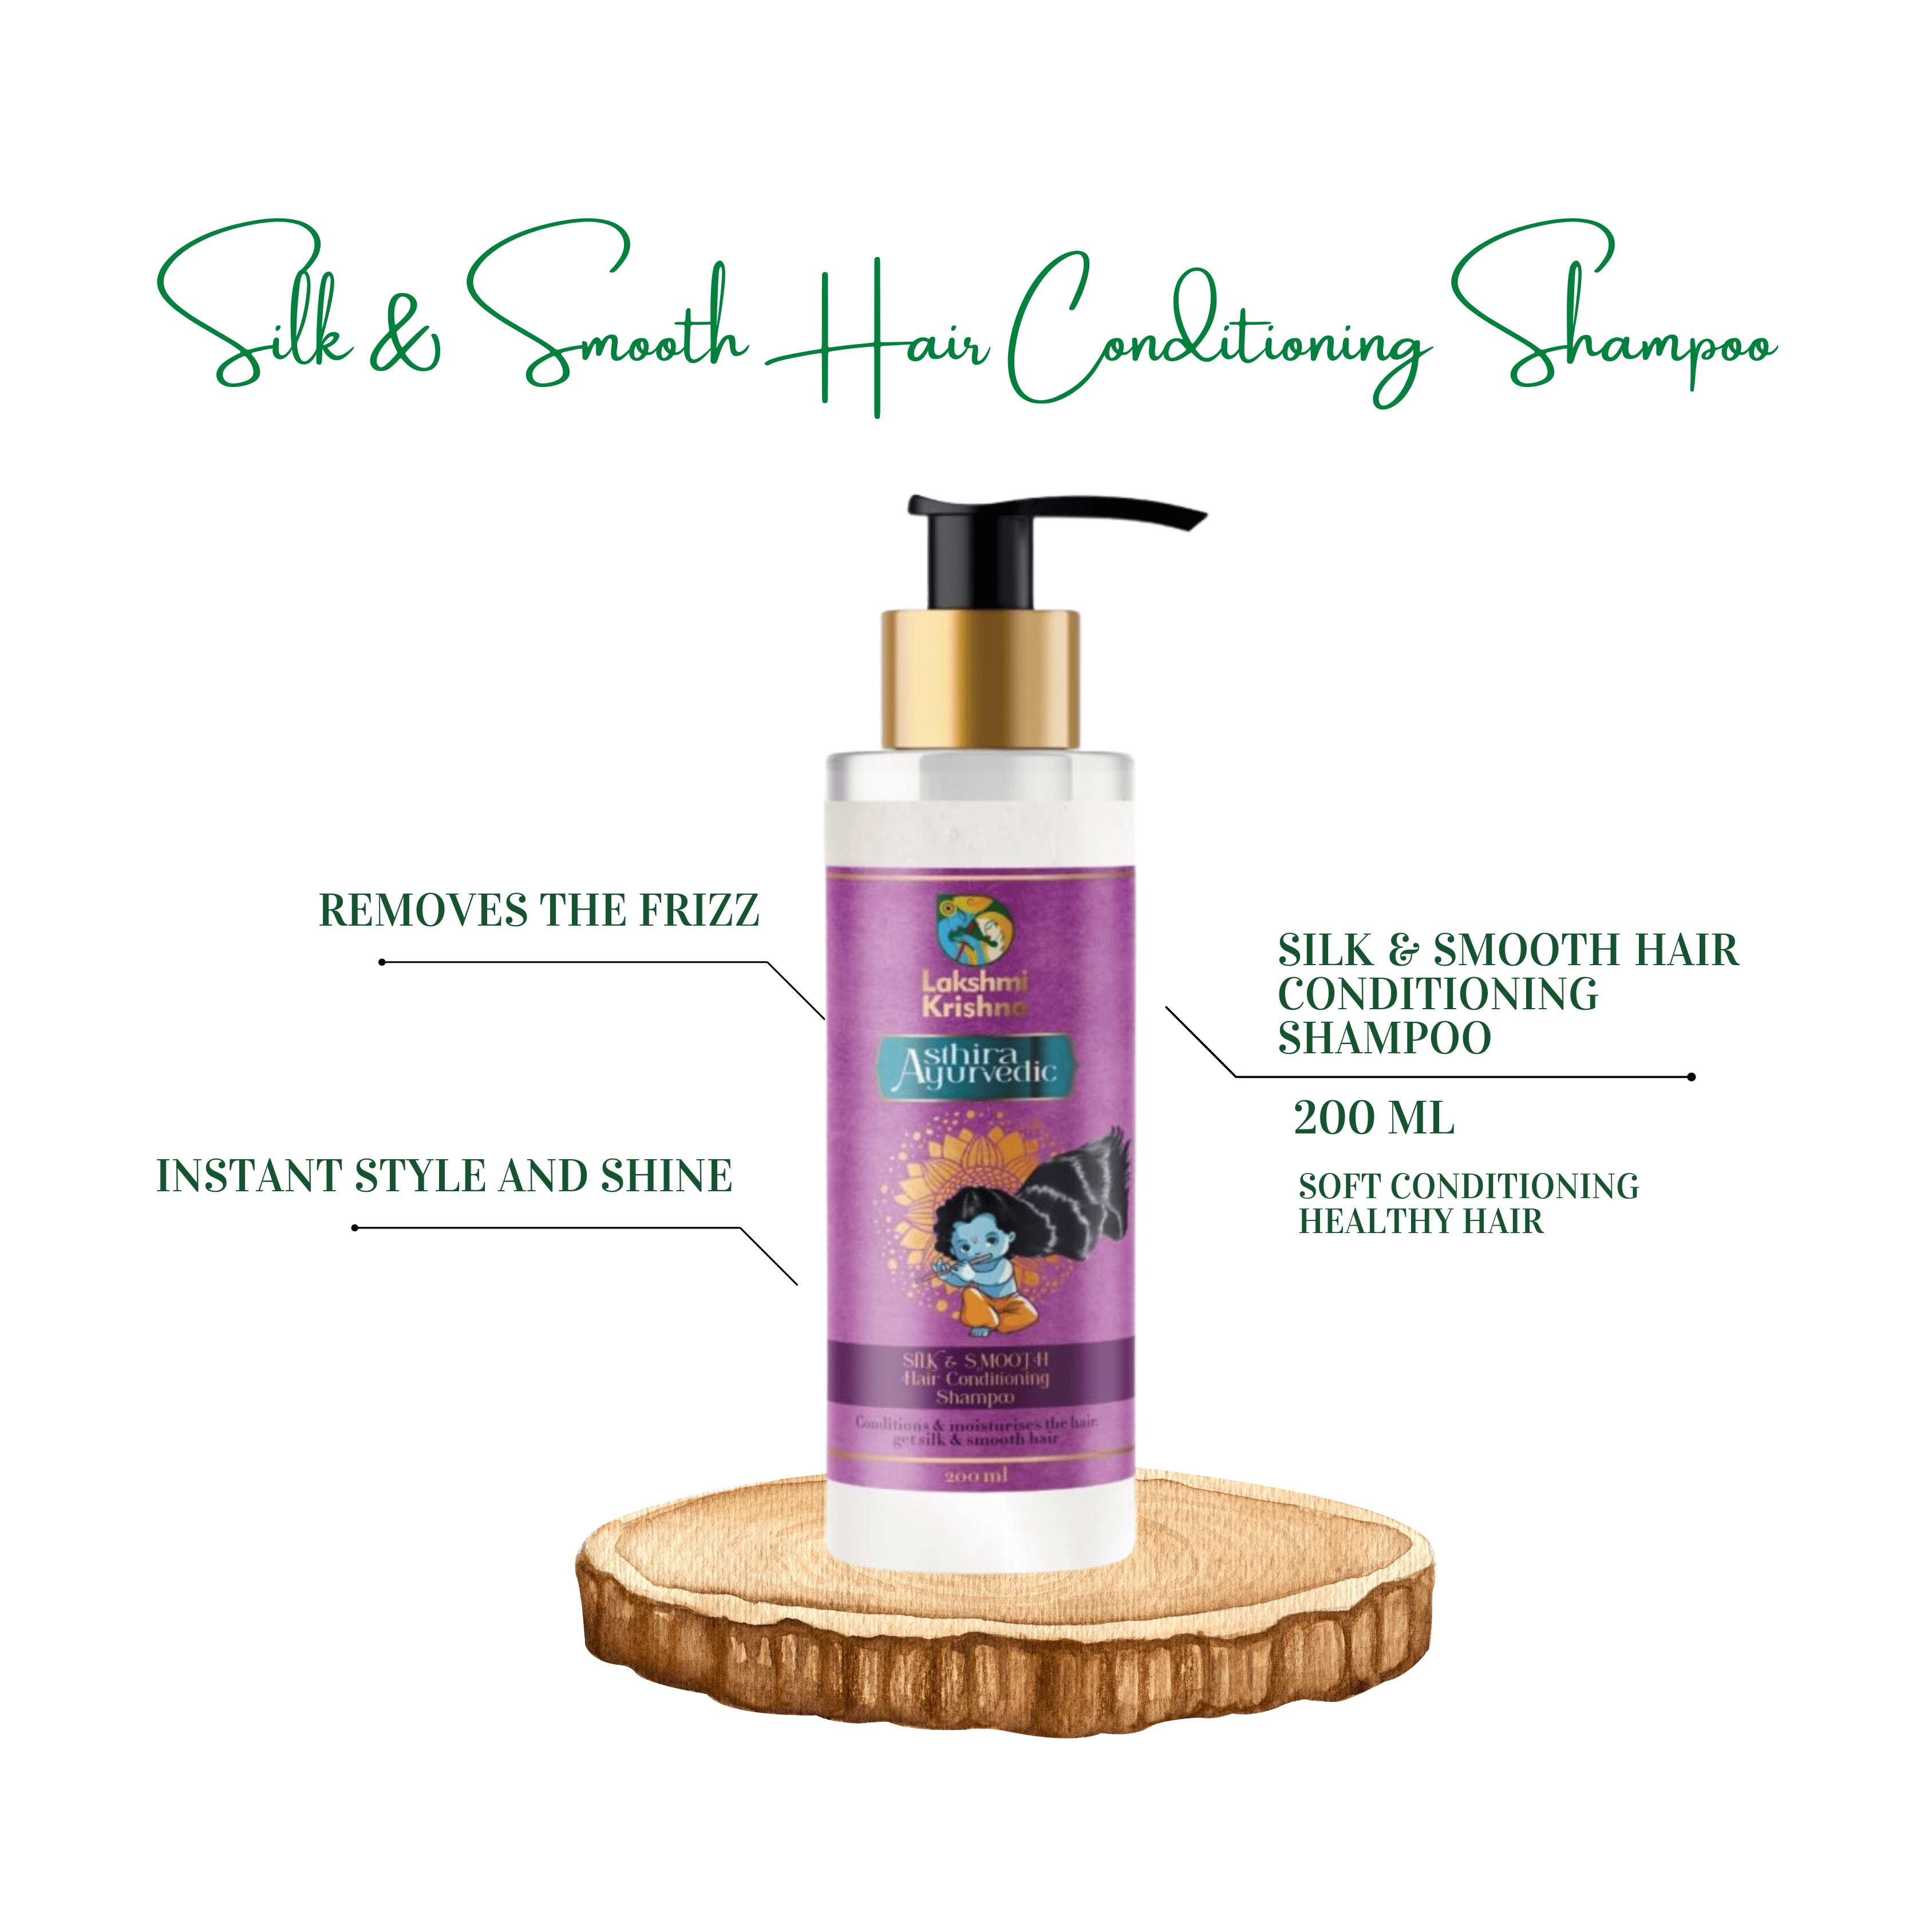 Silk & Smooth Hair Conditioning Shampoo
REMOVES THE FRIZZ
INSTANT STYLE AND SHINE
Lakshmi
Krishna
Asthira
Ayurvedic
SILK & SMOOTH
Hair Conditioning
Shampoo
Conditions & moisturises the hair,
get silk & smooth hair
200 ml
SILK & SMOOTH HAIR
CONDITIONING
SHAMPOO
200 ML
SOFT CONDITIONING
HEALTHY HAIR